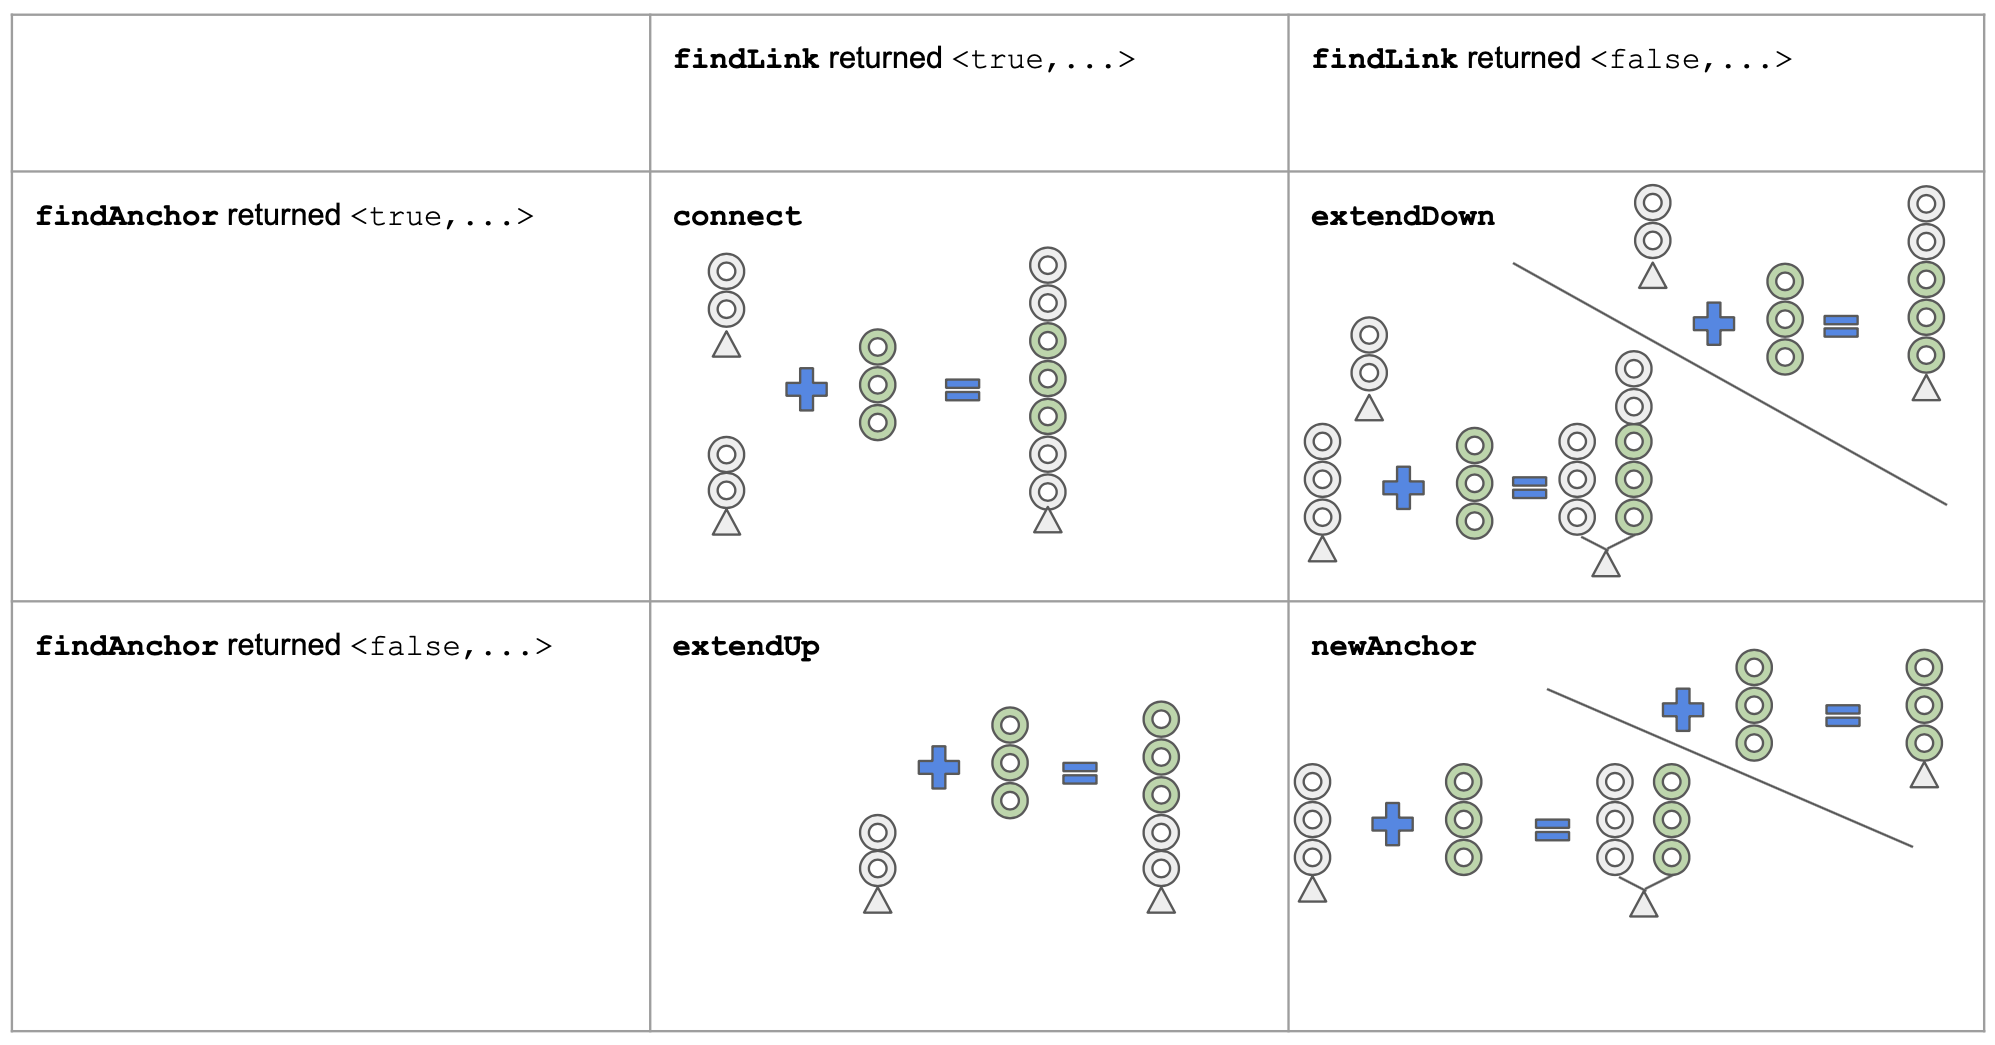 findLink returned <true,...>
findLink returned <false,...>
findAnchor returned <true,...>
connect
extendDown
findAnchor returned <false,...>
extendUp
newAnchor